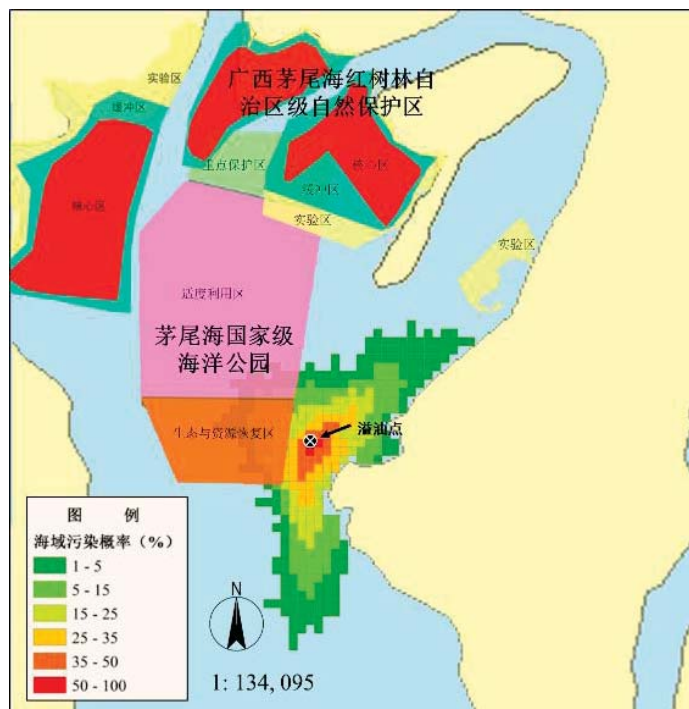 广西茅尾海红树林自
治区级自然保护区
实验区
缓冲区
核心区
重点保护区
核心区
缓冲区
实验区
实验区
适度利用区
茅尾海国家级
海洋公园
生态与资源恢复区
溢油点
图 例
海域污染概率(%)
1 - 5
5 - 15
15 - 25
25 - 35
35 - 50
50 - 100
N
1: 134, 095